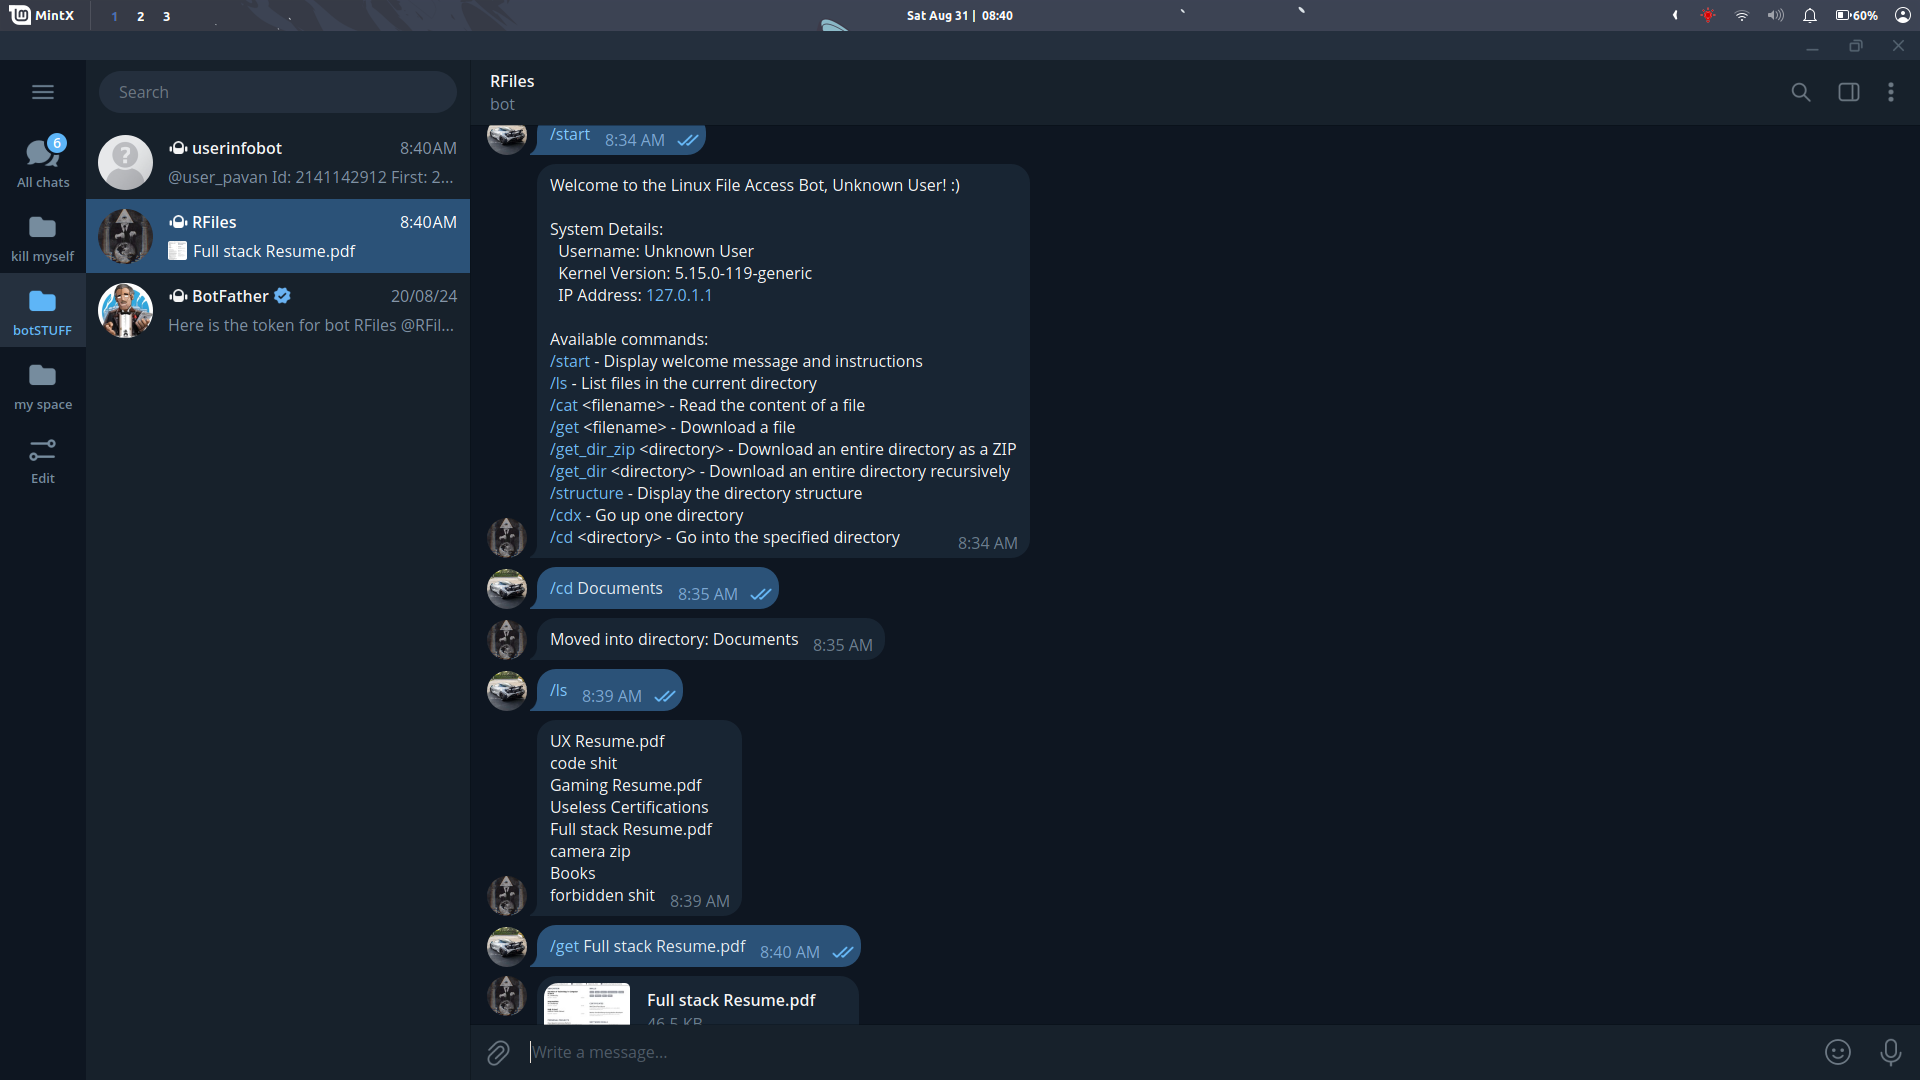 MintX
1 2 3
Sat Aug 31 | 08:40
60%
Search
6
All chats
kill myself
botSTUFF
my space
Edit
userinfobot 8:40 AM
@user_pavan Id: 2141142912 First: 2...
RFiles 8:40 AM
Full stack Resume.pdf
BotFather 20/08/24
Here is the token for bot RFiles @RFil...
RFiles
bot
/start 8:34 AM
Welcome to the Linux File Access Bot, Unknown User! :)
System Details:
Username: Unknown User
Kernel Version: 5.15.0-119-generic
IP Address: 127.0.1.1
Available commands:
/start - Display welcome message and instructions
/ls - List files in the current directory
/cat <filename> - Read the content of a file
/get <filename> - Download a file
/get_dir_zip <directory> - Download an entire directory as a ZIP
/get_dir <directory> - Download an entire directory recursively
/structure - Display the directory structure
/cdx - Go up one directory
/cd <directory> - Go into the specified directory 8:34 AM
/cd Documents 8:35 AM
Moved into directory: Documents 8:35 AM
/ls 8:39 AM
UX Resume.pdf
code shit
Gaming Resume.pdf
Useless Certifications
Full stack Resume.pdf
camera zip
Books
forbidden shit 8:39 AM
/get Full stack Resume.pdf 8:40 AM
Full stack Resume.pdf
46.5 KB
Write a message...